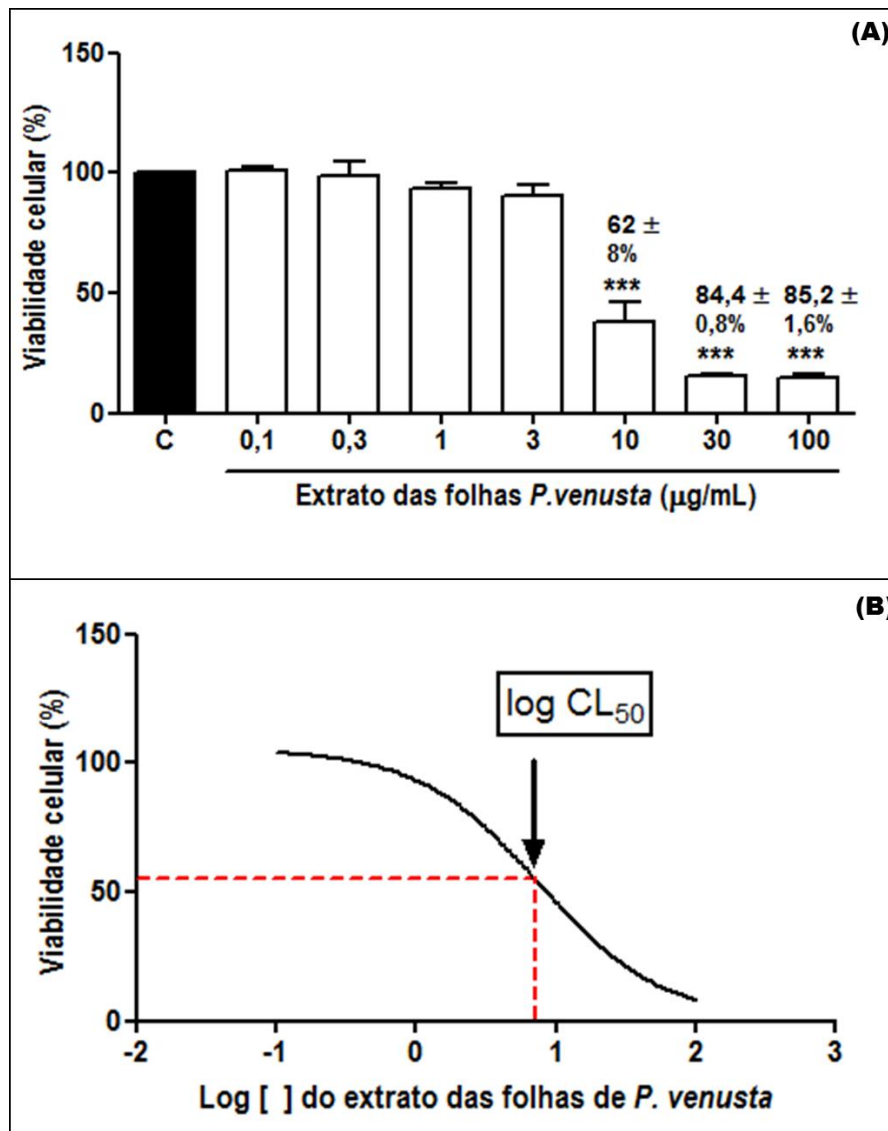 (A)
150
100
50
0
Viabilidade celular (%)
62 ±
8%
***
84,4 ±
0,8%
***
85,2 ±
1,6%
***
C 0,1 0,3 1 3 10 30 100
Extrato das folhas P.venusta (µg/mL)
(B)
150
100
50
0
Viabilidade celular (%)
log CL50
-2 -1 0 1 2 3
Log [ ] do extrato das folhas de P. venusta